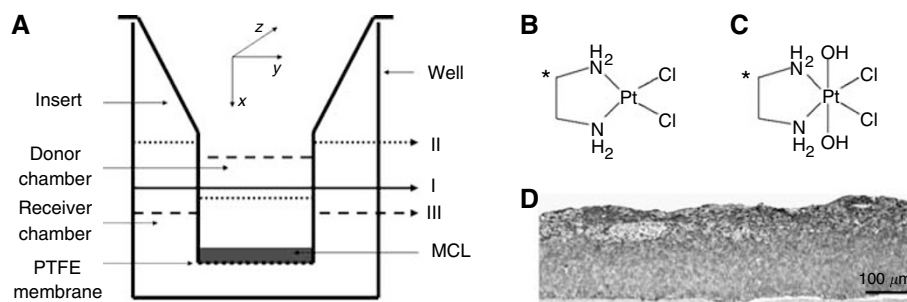 A
B
C
z
y
x
Well
Insert
II
Donor
chamber
I
Receiver
chamber
III
MCL
PTFE
membrane
H2
N
*
Pt
Cl
Cl
N
H2
H2
N
OH
*
Pt
Cl
Cl
N
H2
OH
D
100 μm